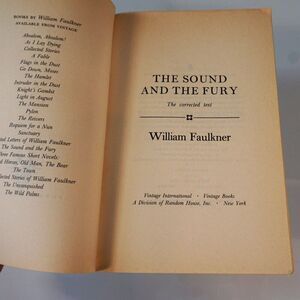 BOOKS BY William Faulkner
AVAILABLE FROM VINTAGE
Absalom, Absalom!
As I Lay Dying
Collected Stories
A Fable
Flags in the Dust
Go Down, Moses
The Hamlet
Intruder in the Dust
Knight's Gambit
Light in August
The Mansion
Pylon
The Reivers
Requiem for a Nun
Sanctuary
Letters of William Faulkner
The Sound and the Fury
Famous Short Novels:
Horse, Old Man, The Bear
The Town
Stories of William Faulkner
The Unvanquished
The Wild Palms
THE SOUND
AND THE FURY
The corrected text
William Faulkner
Vintage International • Vintage Books
A Division of Random House, Inc. • New York